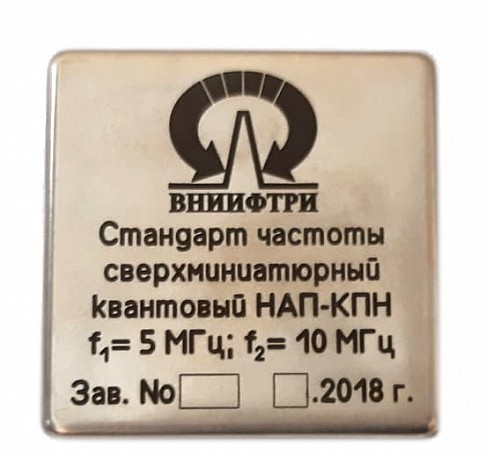 ВНИИФТРИ
Стандарт частоты
сверхминиатюрный
квантовый НАП-КПН
f₁= 5 МГц; f₂= 10 МГц
Зав. No .2018 г.